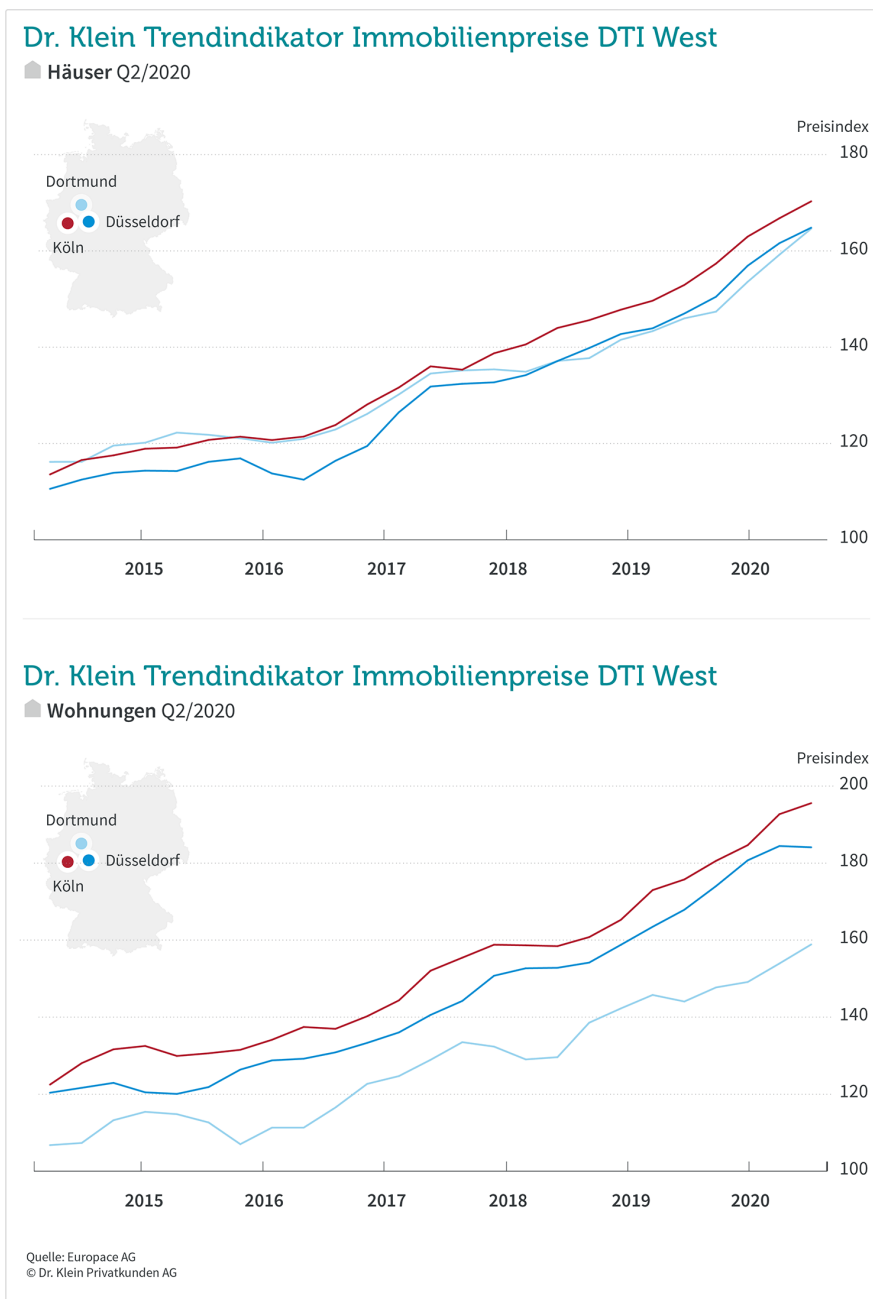 Dr. Klein Trendindikator Immobilienpreise DTI West
Häuser Q2/2020
Preisindex
180
Dortmund
Düsseldorf
Köln
160
140
120
100
2015 2016 2017 2018 2019 2020
Dr. Klein Trendindikator Immobilienpreise DTI West
Wohnungen Q2/2020
Preisindex
200
Dortmund
Düsseldorf
180
Köln
160
140
120
100
2015 2016 2017 2018 2019 2020
Quelle: Europace AG
© Dr. Klein Privatkunden AG